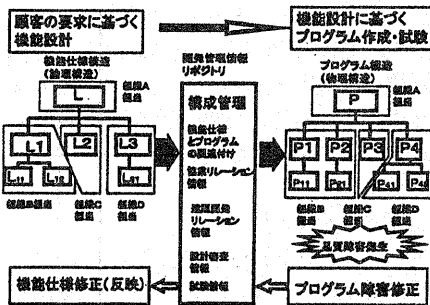 顧客の要求に基づく
機能設計
機能設計に基づく
プログラム作成・試験
機能仕様構造
(論理構造)
開発管理情報
リポジトリ
プログラム構造
(物理構造)
L
組織A
担当
構成管理
P
組織A
担当
L1
L2
L3
機能仕様
とプログラム
の関連付け
P1
P2
P3
P4
L11
L12
L31
P11
P21
P41
組織B担当
組織C
担当
組織D
担当
リレーション
情報
組織B
担当
組織C
担当
組織D
担当
リレーション
情報
品質障害発生
設計審査
情報
試験情報
機能仕様修正(反映)
プログラム障害修正